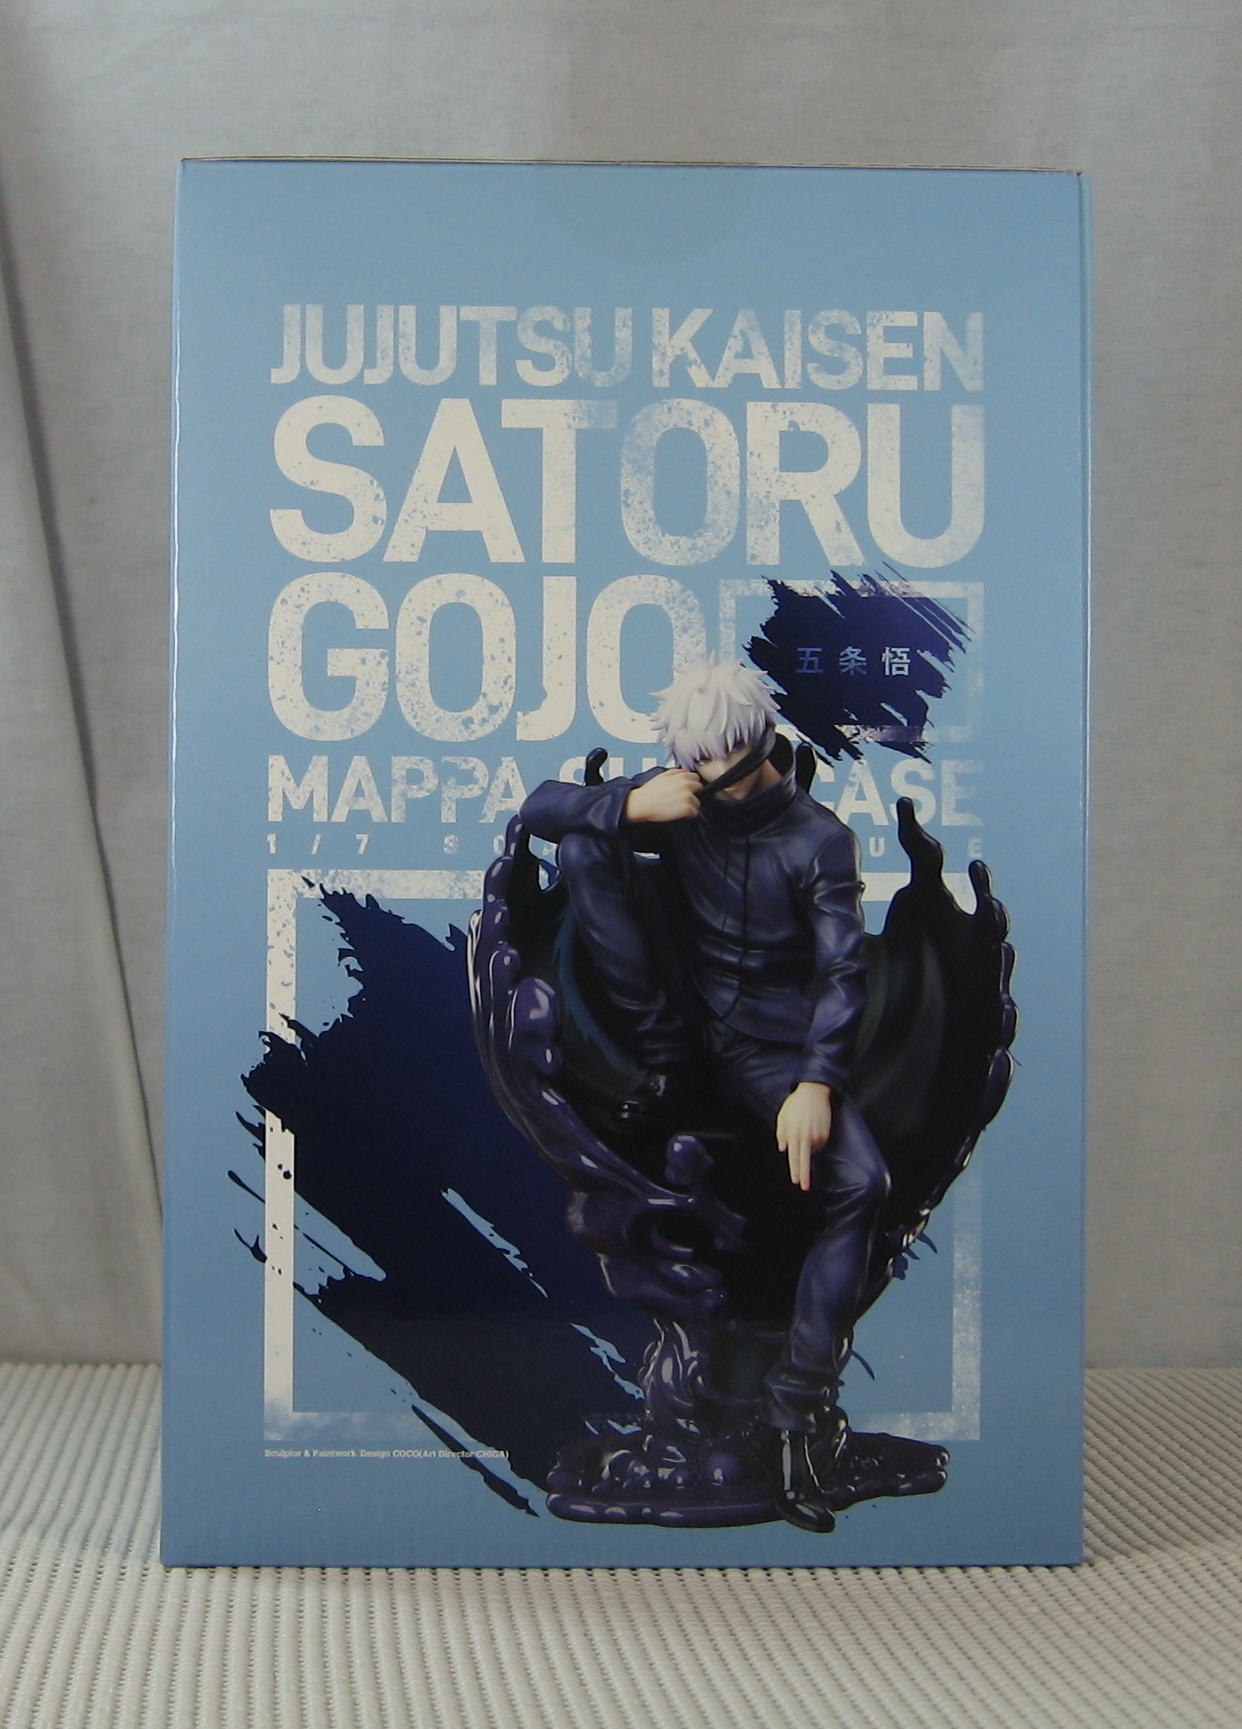 JUJUTSU KAISEN
SATORU
GOJO
五条悟
MAPPA CASE
1/7
Sculptor & Paintwork Design COCO(Art Director:CHIGA)